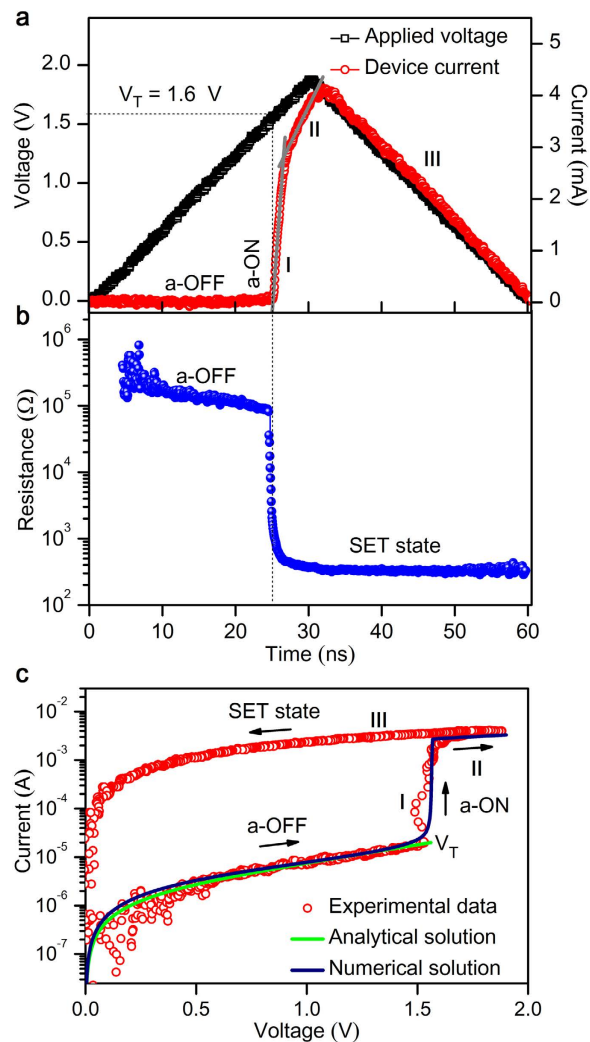 a
Applied voltage
Device current
V_T = 1.6 V
2.0
1.5
1.0
0.5
0.0
Voltage (V)
5
4
3
2
1
0
Current (mA)
a-OFF
a-ON
I
II
III
b
10^6
10^5
10^4
10^3
10^2
Resistance (Ω)
a-OFF
SET state
0 10 20 30 40 50 60
Time (ns)
c
10^-2
10^-3
10^-4
10^-5
10^-6
10^-7
Current (A)
SET state
III
II
I
a-ON
a-OFF
V_T
Experimental data
Analytical solution
Numerical solution
0.0 0.5 1.0 1.5 2.0
Voltage (V)